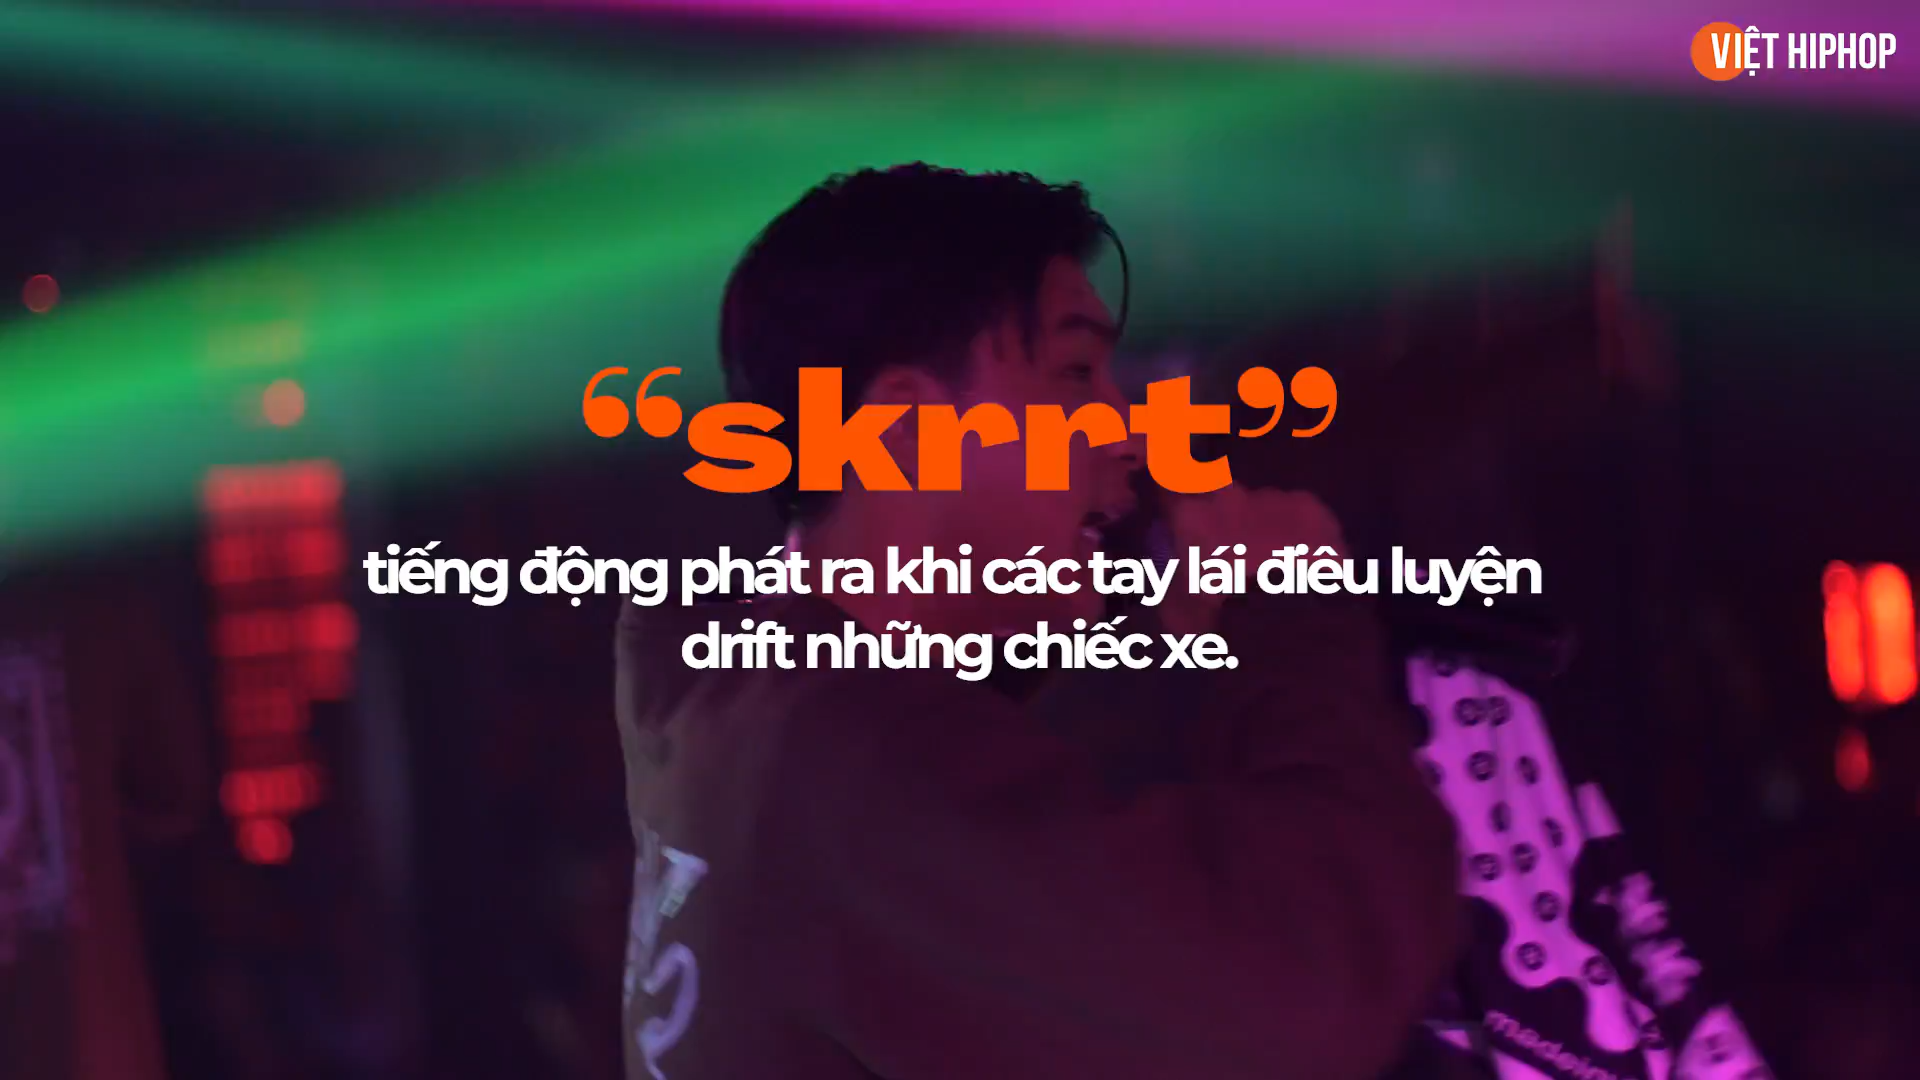 VIỆT HIPHOP
“skrrt”
tiếng động phát ra khi các tay lái điêu luyện
drift những chiếc xe.